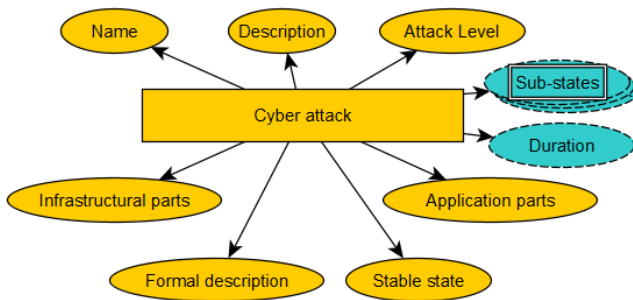 Name
Description
Attack Level
Sub-states
Cyber attack
Duration
Infrastructural parts
Application parts
Formal description
Stable state